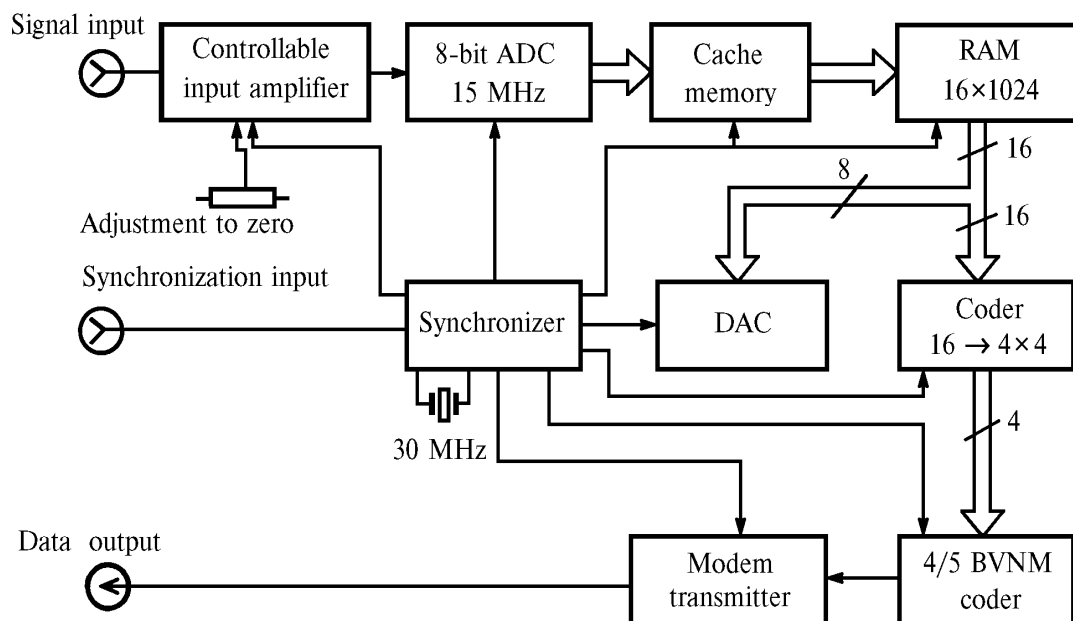 Signal input
Controllable
input amplifier
8-bit ADC
15 MHz
Cache
memory
RAM
16×1024
16
8
16
Adjustment to zero
Synchronization input
Synchronizer
DAC
Coder
16 → 4×4
30 MHz
4
Data output
Modem
transmitter
4/5 BVNM
coder